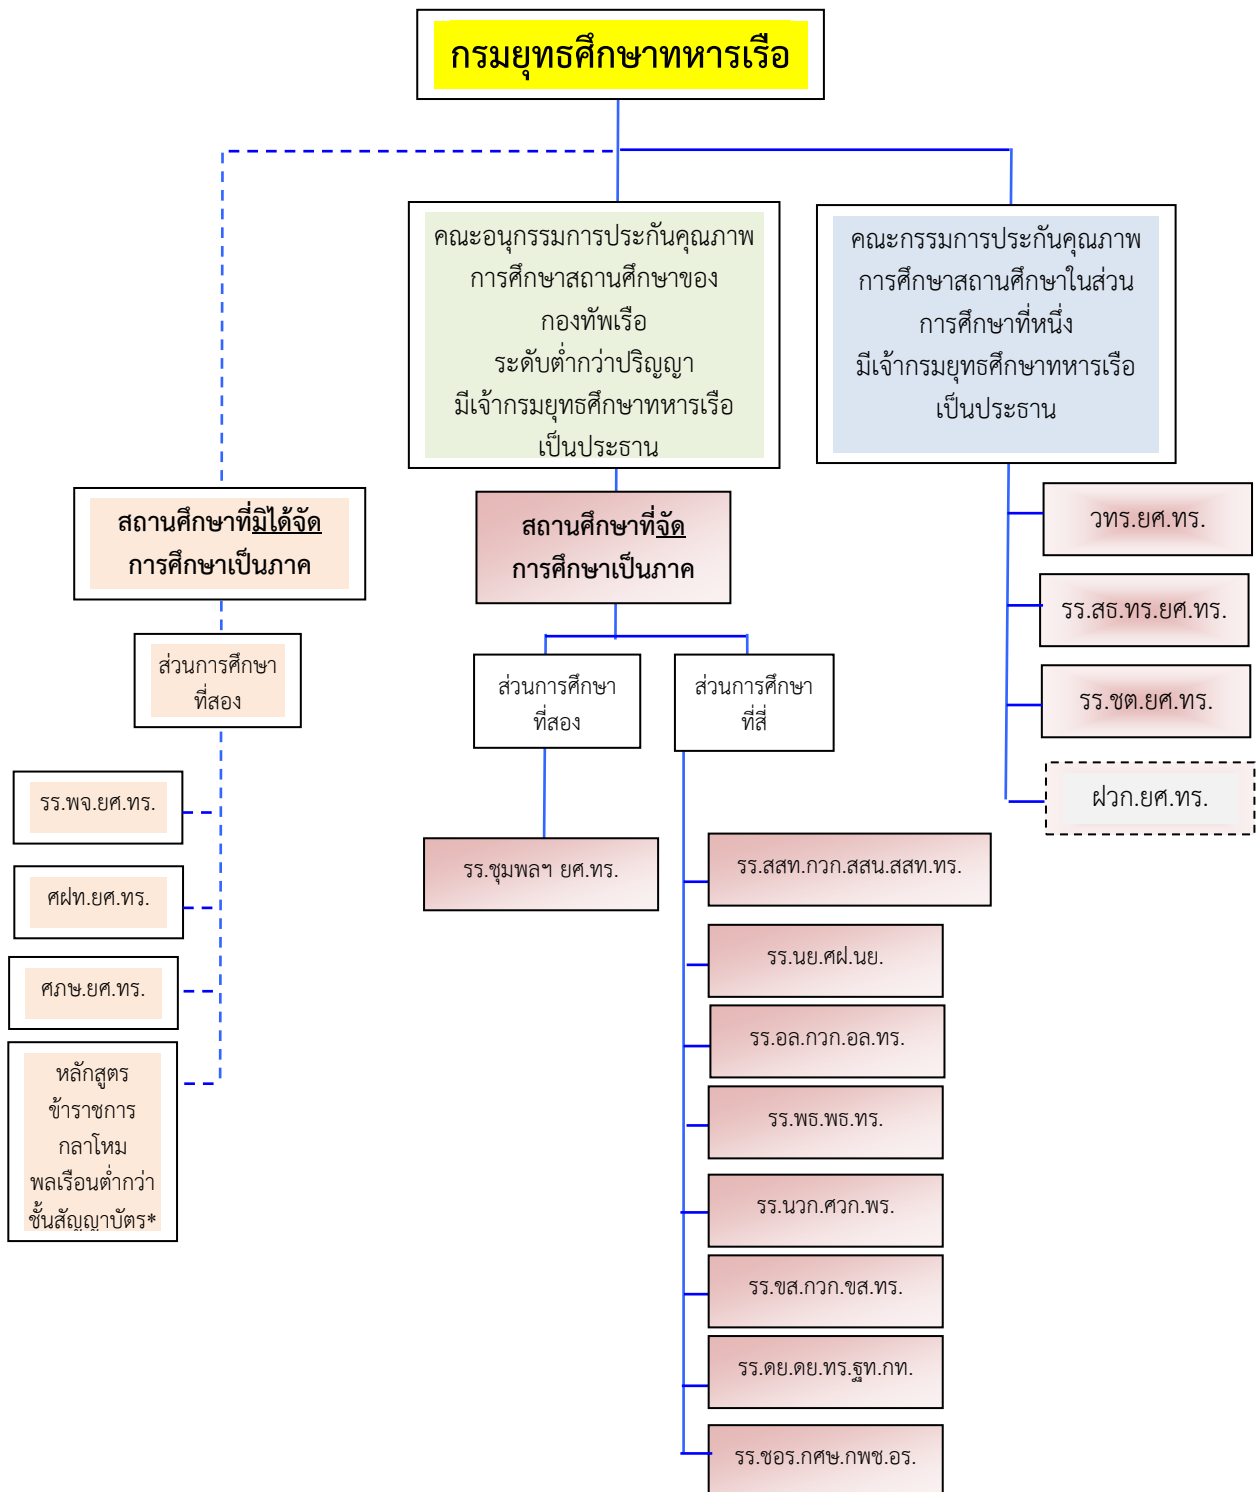 กรมยุทธศึกษาทหารเรือ
คณะอนุกรรมการประกันคุณภาพ
การศึกษาสถานศึกษาของ
กองทัพเรือ
ระดับต่ำกว่าปริญญา
มีเจ้ากรมยุทธศึกษาทหารเรือ
เป็นประธาน
คณะกรรมการประกันคุณภาพ
การศึกษาสถานศึกษาในส่วน
การศึกษาที่หนึ่ง
มีเจ้ากรมยุทธศึกษาทหารเรือ
เป็นประธาน
สถานศึกษาที่มิได้จัด
การศึกษาเป็นภาค
ส่วนการศึกษา
ที่สอง
รร.พจ.ยศ.ทร.
ศฝท.ยศ.ทร.
ศภษ.ยศ.ทร.
หลักสูตร
ข้าราชการ
กลาโหม
พลเรือนต่ำกว่า
ชั้นสัญญาบัตร*
สถานศึกษาที่จัด
การศึกษาเป็นภาค
ส่วนการศึกษา
ที่สอง
รร.ชุมพลฯ ยศ.ทร.
ส่วนการศึกษา
ที่สี่
รร.สสท.กวก.สสน.สสท.ทร.
รร.นย.ศฝ.นย.
รร.อล.กวก.อล.ทร.
รร.พธ.พธ.ทร.
รร.นวก.ศวก.พร.
รร.ขส.กวก.ขส.ทร.
รร.ดย.ดย.ทร.ฐท.กท.
รร.ชอร.กศษ.กพช.อร.
วทร.ยศ.ทร.
รร.สธ.ทร.ยศ.ทร.
รร.ชต.ยศ.ทร.
ฝวก.ยศ.ทร.